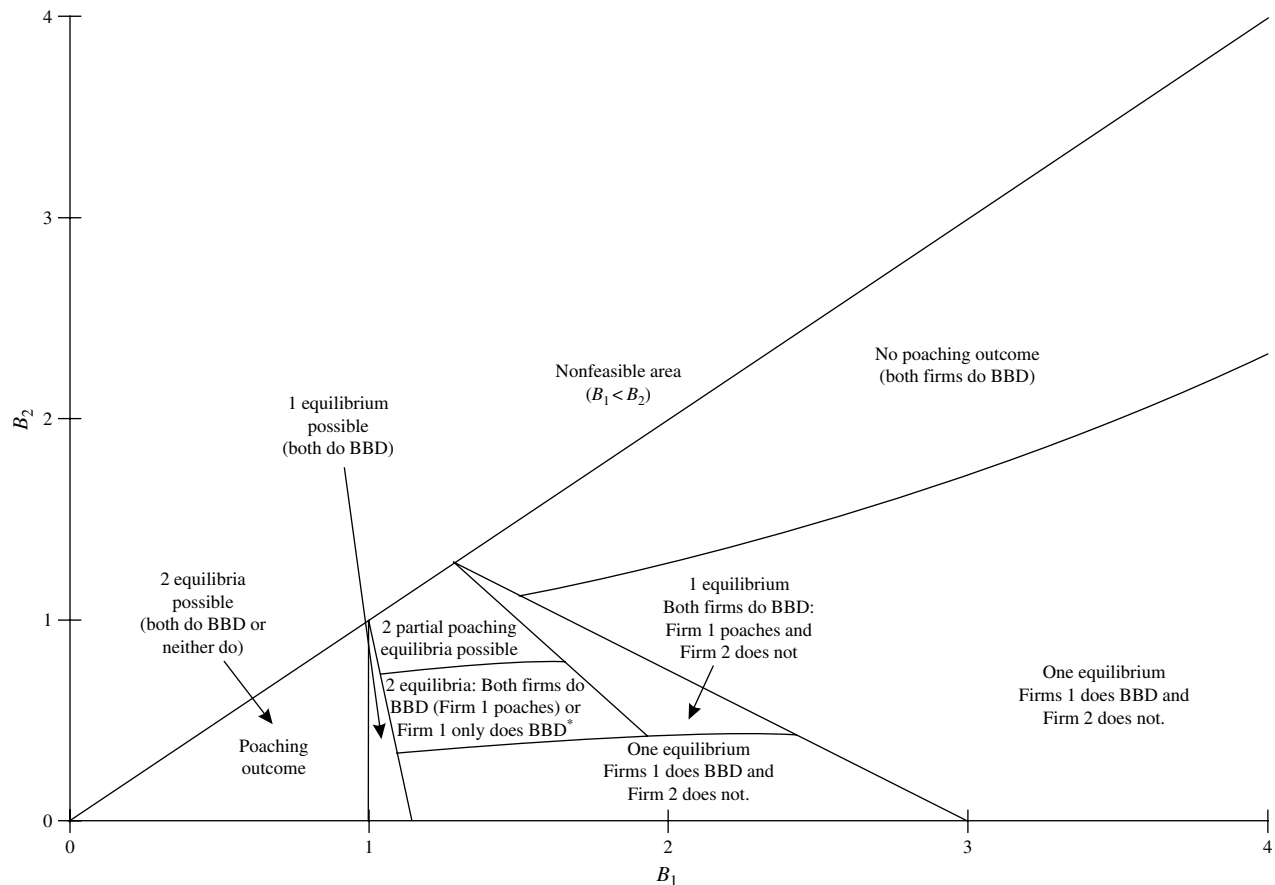 4
3
2
1
0
B2
0
1
2
3
4
B1
Nonfeasible area
(B1 < B2)
No poaching outcome
(both firms do BBD)
1 equilibrium
possible
(both do BBD)
2 equilibria
possible
(both do BBD or
neither do)
Poaching
outcome
2 partial poaching
equilibria possible
2 equilibria: Both firms do
BBD (Firm 1 poaches) or
Firm 1 only does BBD*
1 equilibrium
Both firms do BBD:
Firm 1 poaches and
Firm 2 does not
One equilibrium
Firms 1 does BBD and
Firm 2 does not.
One equilibrium
Firms 1 does BBD and
Firm 2 does not.